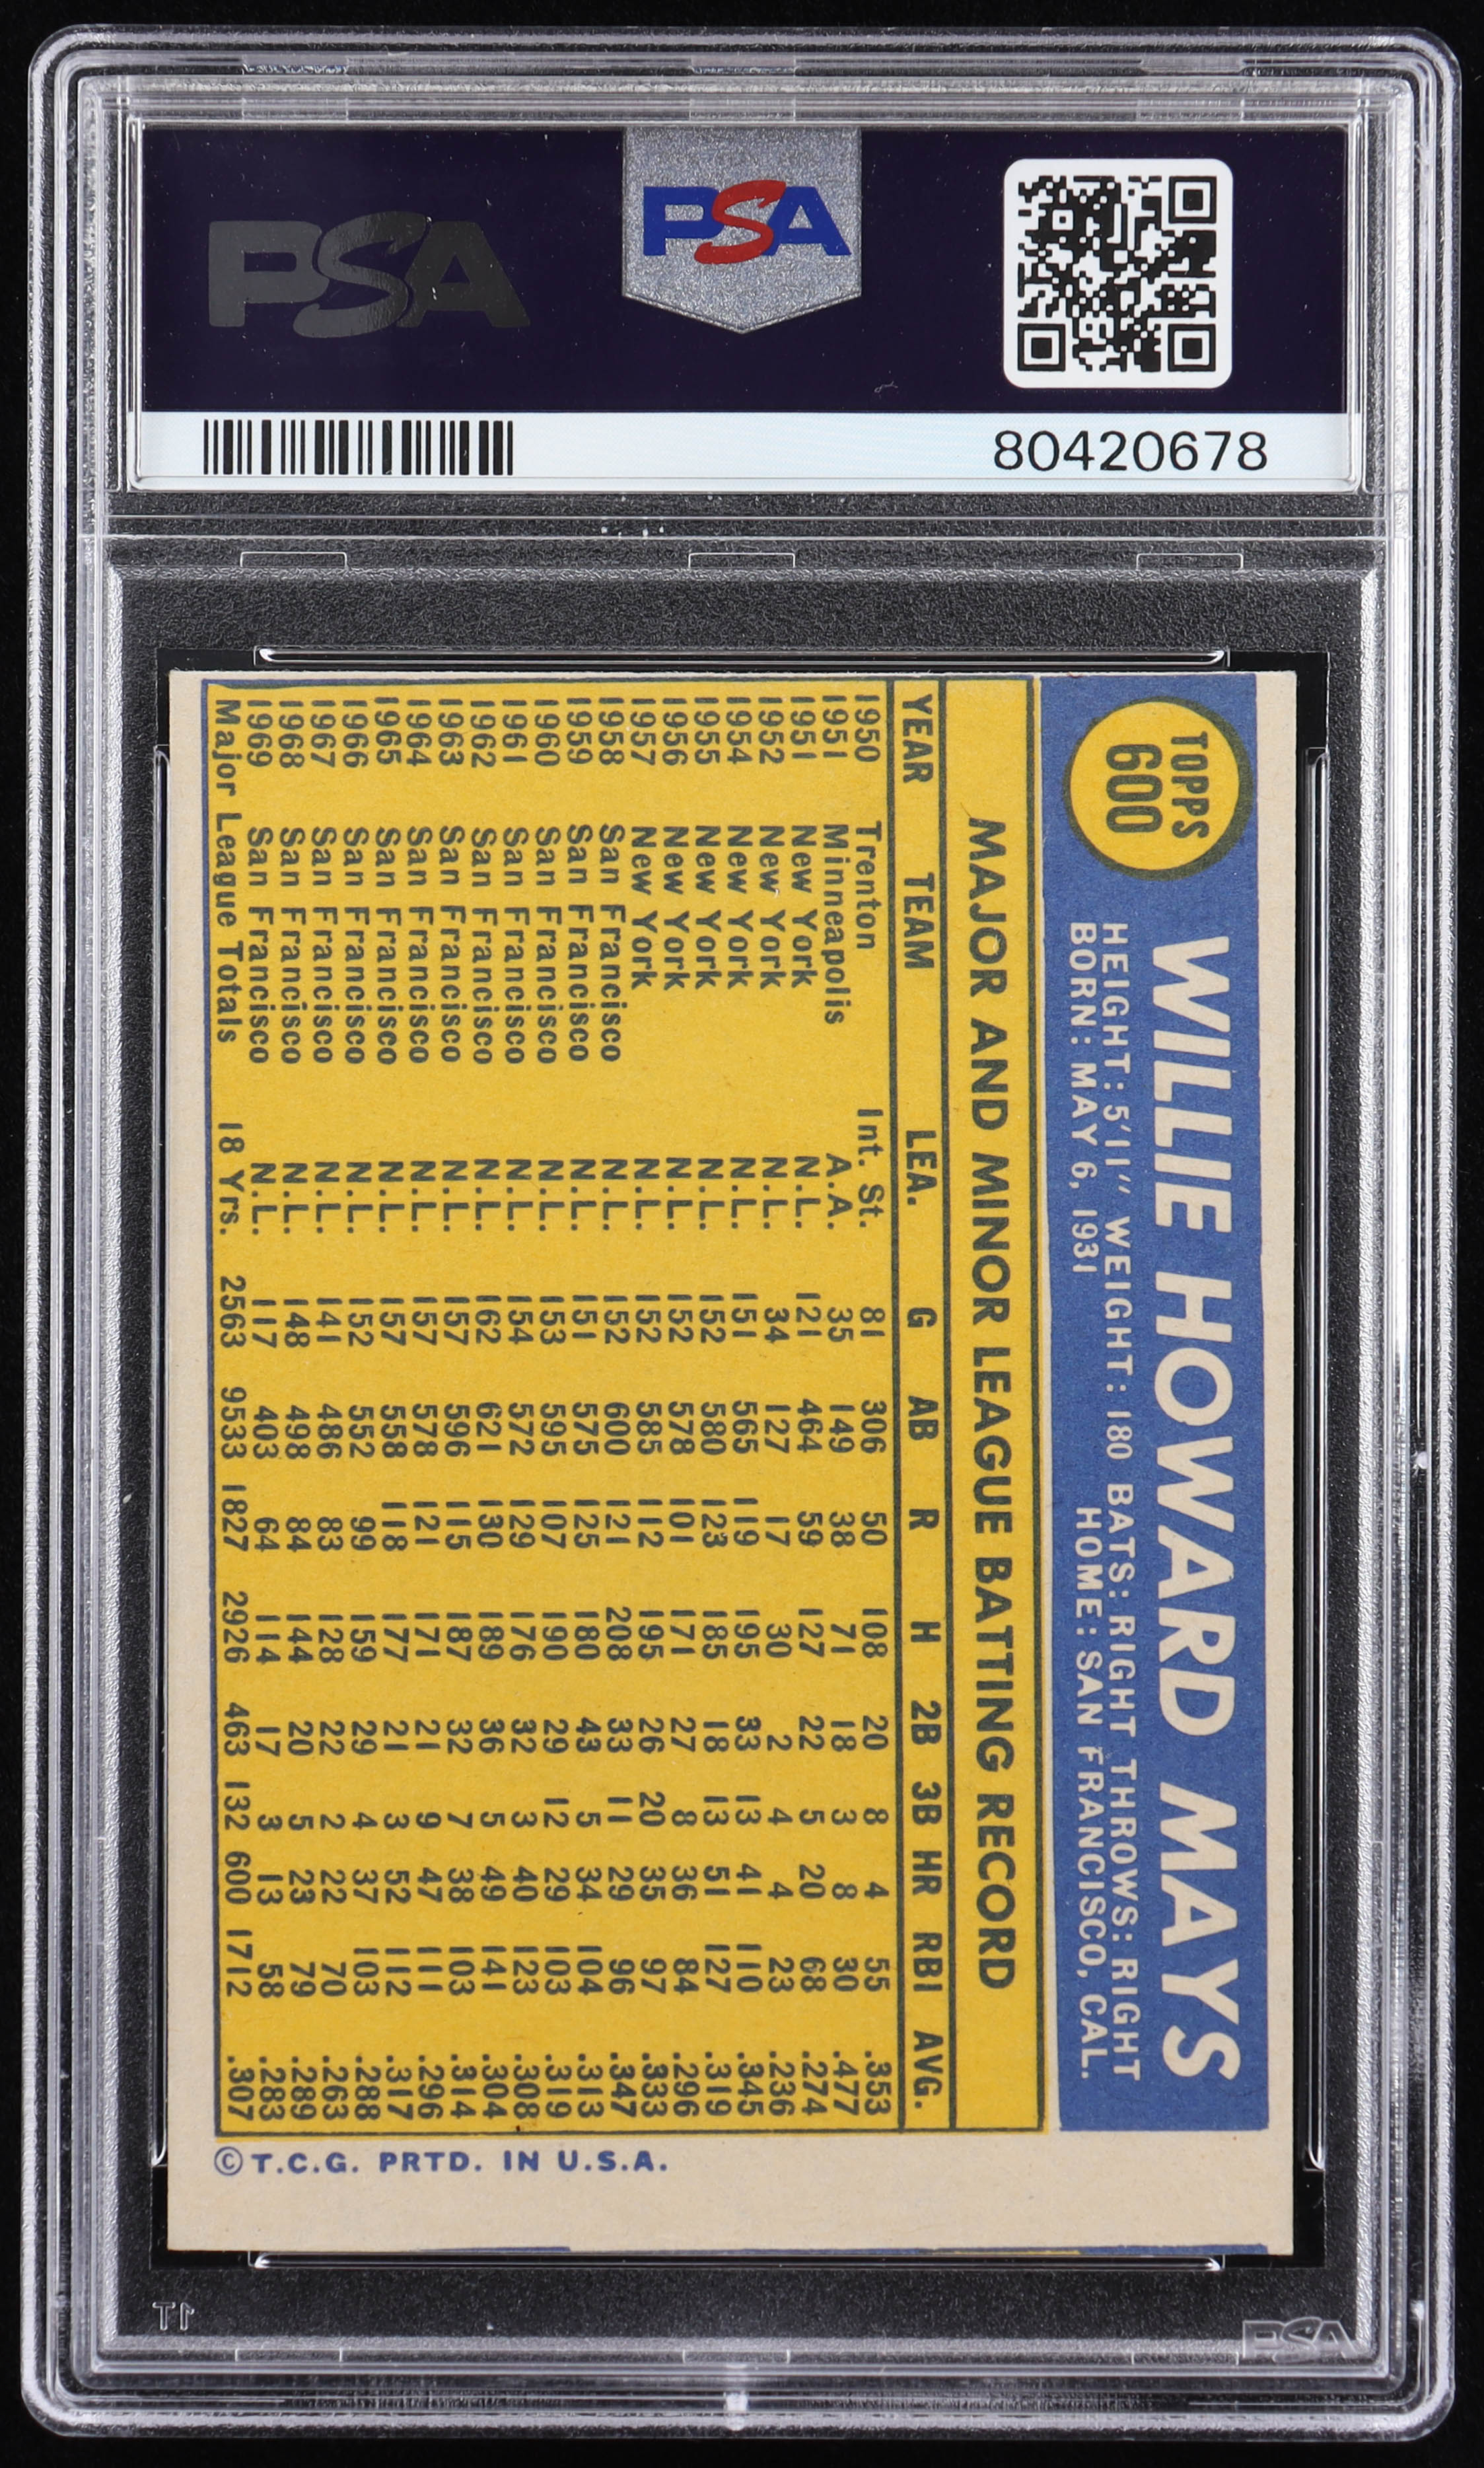 PSA
PSA
80420678
TOPPS
600
WILLIE HOWARD MAYS
HEIGHT: 5'11" WEIGHT: 180 BATS: RIGHT THROWS: RIGHT
BORN: MAY 6, 1931 HOME: SAN FRANCISCO, CAL.
MAJOR AND MINOR LEAGUE BATTING RECORD
YEAR TEAM LEA. G AB R H 2B 3B HR RBI AVG.
1950 Trenton Int. St. 81 306 50 108 20 8 4 55 .353
1951 Minneapolis A.A. 35 149 38 71 18 3 8 30 .477
1951 New York N.L. 121 464 59 127 22 5 20 68 .274
1952 New York N.L. 34 127 17 30 2 4 4 23 .236
1954 New York N.L. 151 565 119 195 33 13 41 110 .345
1955 New York N.L. 152 580 123 185 18 13 51 127 .319
1956 New York N.L. 152 578 101 171 27 8 36 84 .296
1957 New York N.L. 152 585 112 195 26 20 35 97 .333
1958 San Francisco N.L. 152 600 121 208 33 11 29 96 .347
1959 San Francisco N.L. 151 575 125 180 43 5 34 104 .313
1960 San Francisco N.L. 153 595 107 190 29 12 29 103 .319
1961 San Francisco N.L. 154 572 129 176 32 3 40 123 .308
1962 San Francisco N.L. 162 621 130 189 36 5 49 141 .304
1963 San Francisco N.L. 157 596 115 187 32 7 38 103 .314
1964 San Francisco N.L. 157 578 121 171 21 9 47 111 .296
1965 San Francisco N.L. 157 558 118 177 21 3 52 112 .317
1966 San Francisco N.L. 152 552 99 159 29 4 37 103 .288
1967 San Francisco N.L. 141 486 83 128 22 2 22 70 .263
1968 San Francisco N.L. 148 498 84 144 20 5 23 79 .289
1969 San Francisco N.L. 117 403 64 114 17 3 13 58 .283
Major League Totals 18 Yrs. 2563 9533 1827 2926 463 132 600 1712 .307
© T.C.G. PRTD. IN U.S.A.
PSA